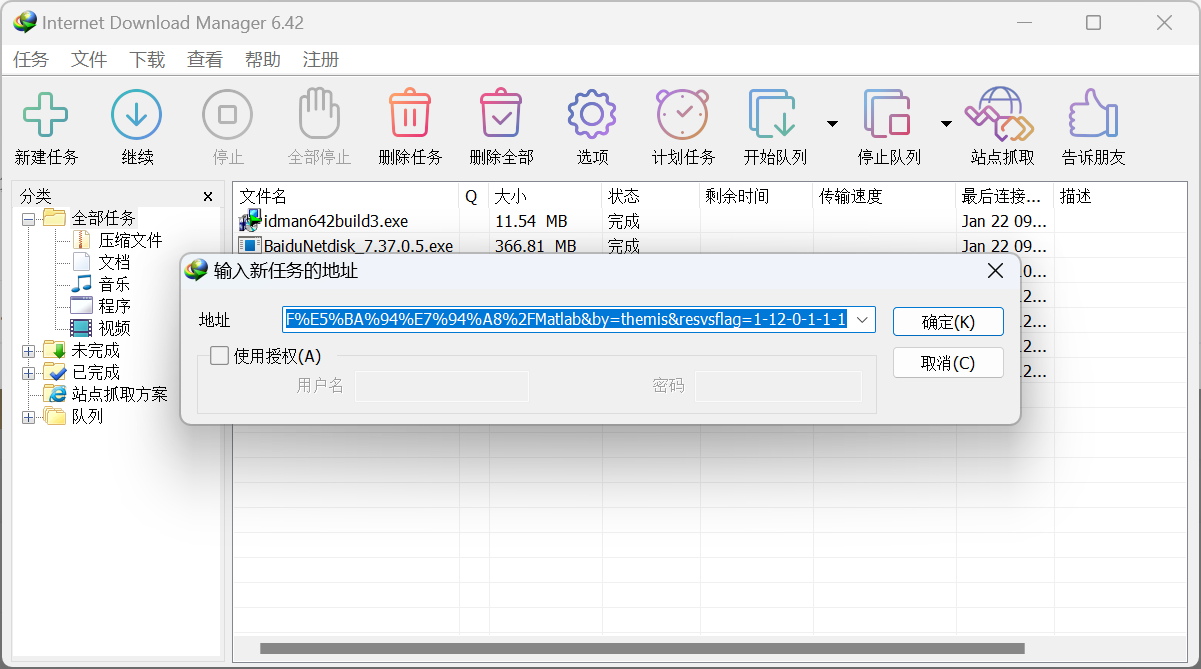 Internet Download Manager 6.42
任务 文件 下载 查看 帮助 注册
新建任务 继续 停止 全部停止 删除任务 删除全部 选项 计划任务 开始队列 停止队列 站点抓取 告诉朋友
分类
全部任务
压缩文件
文档
音乐
程序
视频
未完成
已完成
站点抓取方案
队列
文件名 Q 大小 状态 剩余时间 传输速度 最后连接... 描述
idman642build3.exe 11.54 MB 完成 Jan 22 09...
BaiduNetdisk_7.37.0.5.exe 366.81 MB 完成 Jan 22 09...
0...
2...
2...
2...
2...
输入新任务的地址
地址 F%E5%BA%94%E7%94%A8%2FMatlab&by=themis&resvsflag=1-12-0-1-1-1 确定(K)
使用授权(A) 取消(C)
用户名 密码